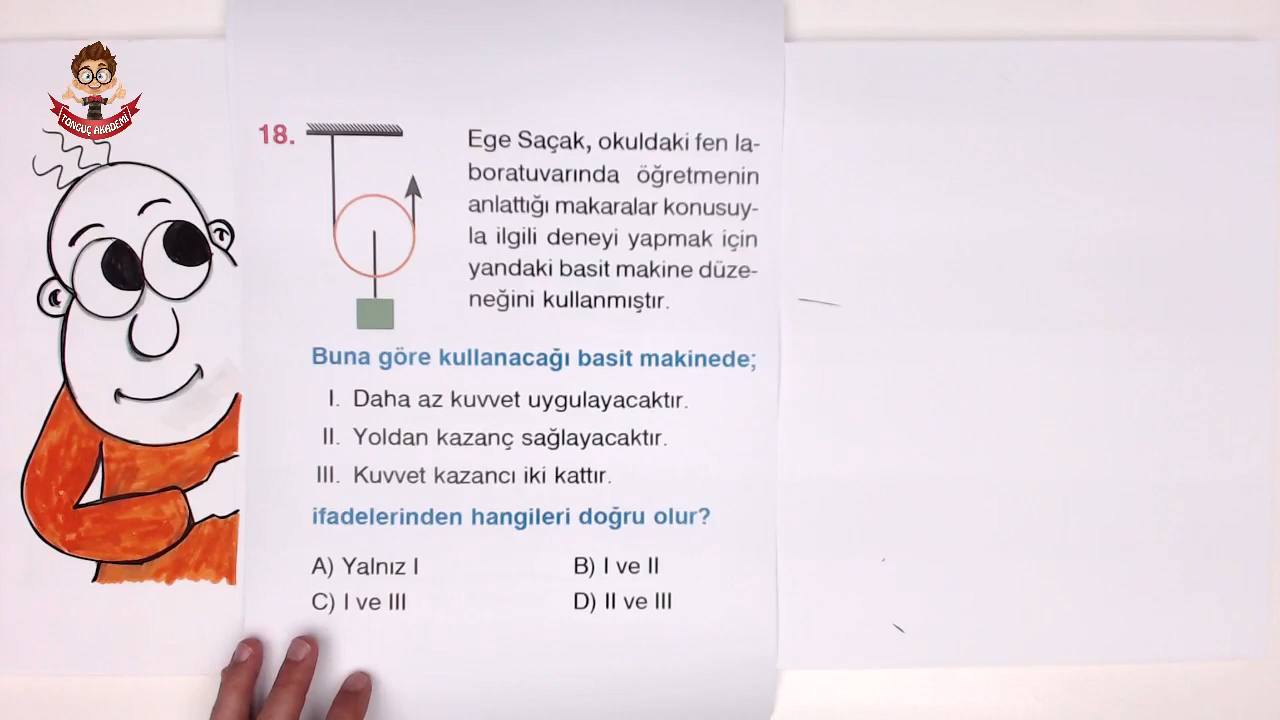 TONGUÇ AKADEMİ
18.
Ege Saçak, okuldaki fen la-
boratuvarında öğretmenin
anlattığı makaralar konusuy-
la ilgili deneyi yapmak için
yandaki basit makine düze-
neğini kullanmıştır.
Buna göre kullanacağı basit makinede;
I. Daha az kuvvet uygulayacaktır.
II. Yoldan kazanç sağlayacaktır.
III. Kuvvet kazancı iki kattır.
ifadelerinden hangileri doğru olur?
A) Yalnız I B) I ve II
C) I ve III D) II ve III